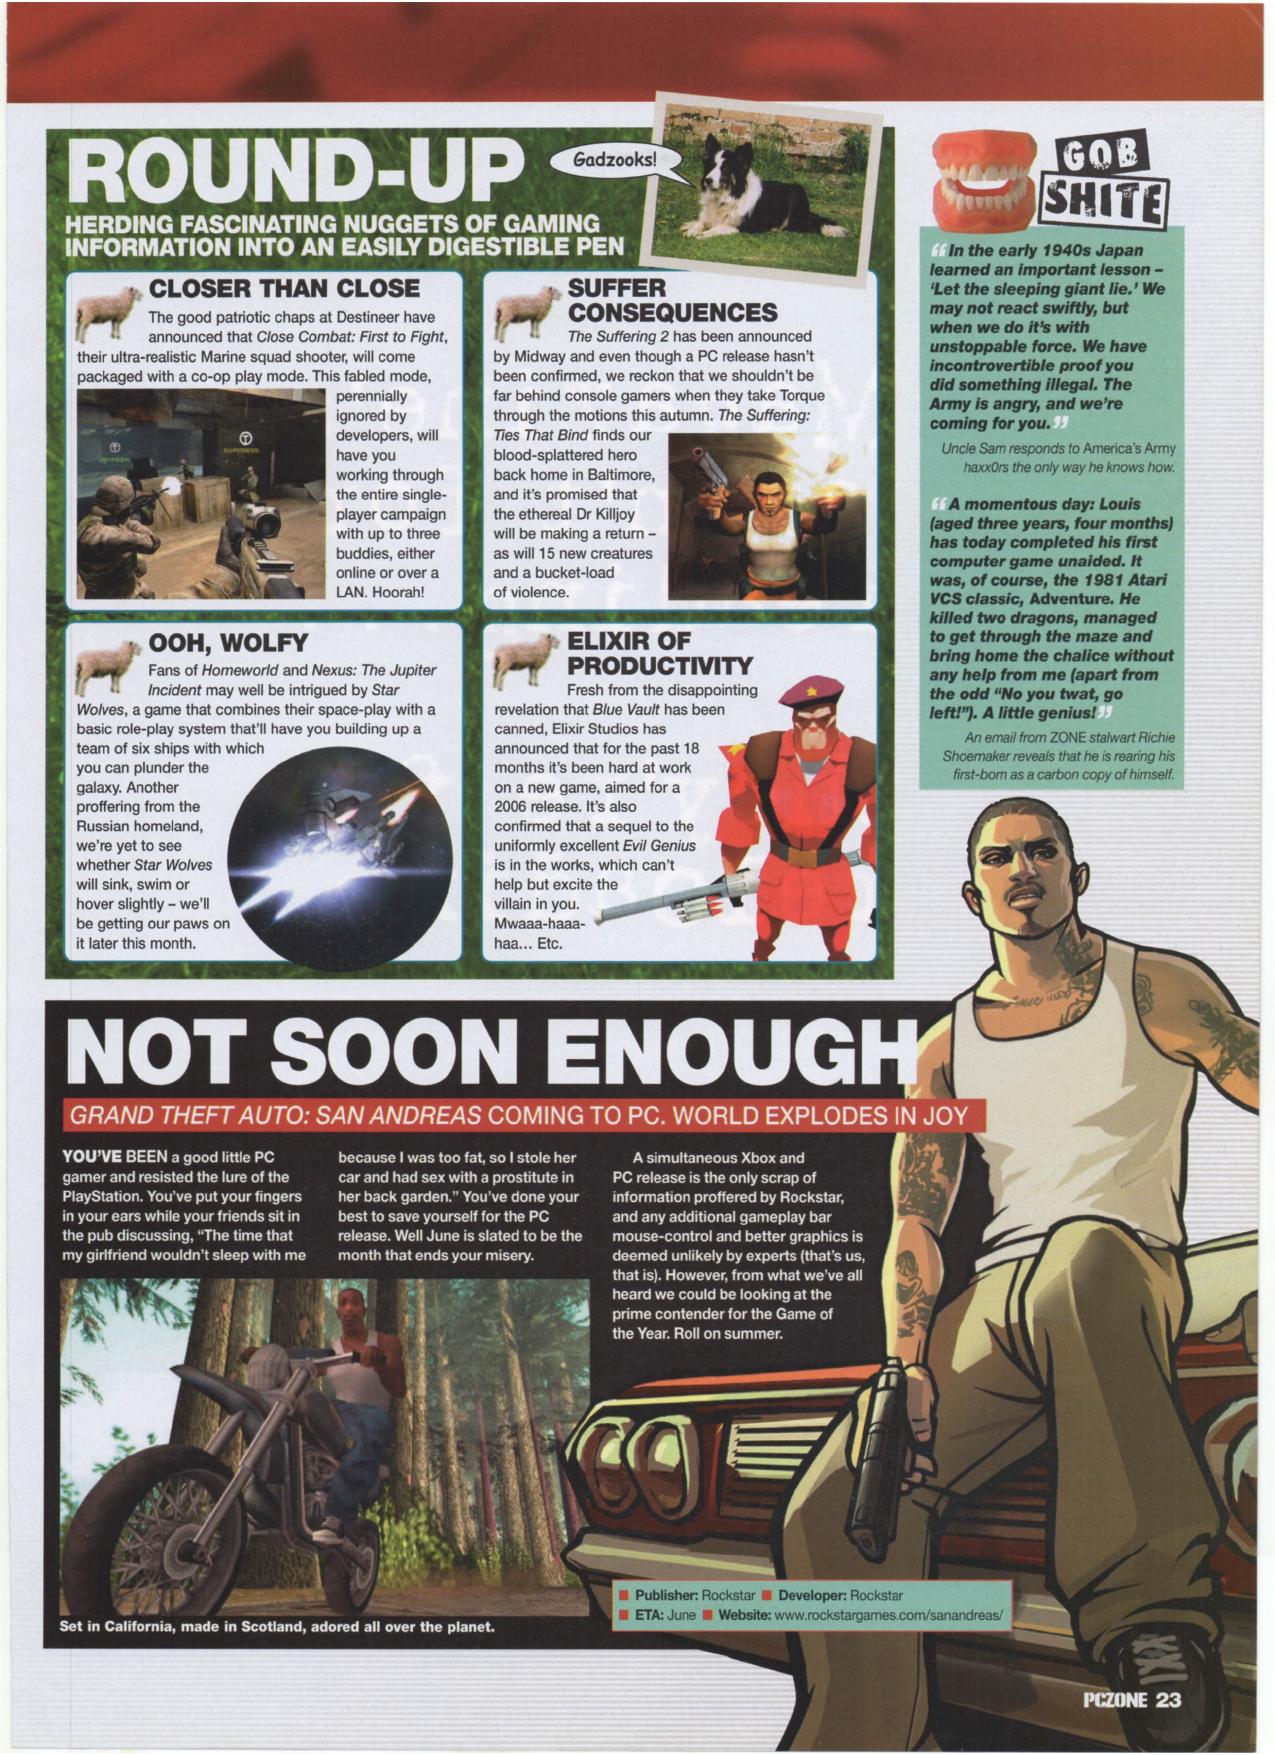 ROUND-UP
Gadzooks!
HERDING FASCINATING NUGGETS OF GAMING
INFORMATION INTO AN EASILY DIGESTIBLE PEN
CLOSER THAN CLOSE
The good patriotic chaps at Destineer have
announced that Close Combat: First to Fight,
their ultra-realistic Marine squad shooter, will come
packaged with a co-op play mode. This fabled mode,
perennially
ignored by
developers, will
have you
working through
the entire single-
player campaign
with up to three
buddies, either
online or over a
LAN. Hoorah!
JOHNSON
SUPPRESS
SUFFER
CONSEQUENCES
The Suffering 2 has been announced
by Midway and even though a PC release hasn't
been confirmed, we reckon that we shouldn't be
far behind console gamers when they take Torque
through the motions this autumn. The Suffering:
Ties That Bind finds our
blood-splattered hero
back home in Baltimore,
and it's promised that
the ethereal Dr Killjoy
will be making a return –
as will 15 new creatures
and a bucket-load
of violence.
OOH, WOLFY
Fans of Homeworld and Nexus: The Jupiter
Incident may well be intrigued by Star
Wolves, a game that combines their space-play with a
basic role-play system that'll have you building up a
team of six ships with which
you can plunder the
galaxy. Another
proffering from the
Russian homeland,
we're yet to see
whether Star Wolves
will sink, swim or
hover slightly – we'll
be getting our paws on
it later this month.
ELIXIR OF
PRODUCTIVITY
Fresh from the disappointing
revelation that Blue Vault has been
canned, Elixir Studios has
announced that for the past 18
months it's been hard at work
on a new game, aimed for a
2006 release. It's also
confirmed that a sequel to the
uniformly excellent Evil Genius
is in the works, which can't
help but excite the
villain in you.
Mwaaa-haaa-
haa... Etc.
GOB
SHITE
“In the early 1940s Japan
learned an important lesson –
‘Let the sleeping giant lie.’ We
may not react swiftly, but
when we do it's with
unstoppable force. We have
incontrovertible proof you
did something illegal. The
Army is angry, and we're
coming for you.”
Uncle Sam responds to America's Army
haxx0rs the only way he knows how.
“A momentous day: Louis
(aged three years, four months)
has today completed his first
computer game unaided. It
was, of course, the 1981 Atari
VCS classic, Adventure. He
killed two dragons, managed
to get through the maze and
bring home the chalice without
any help from me (apart from
the odd “No you twat, go
left!”). A little genius!”
An email from ZONE stalwart Richie
Shoemaker reveals that he is rearing his
first-born as a carbon copy of himself.
NOT SOON ENOUGH
GRAND THEFT AUTO: SAN ANDREAS COMING TO PC. WORLD EXPLODES IN JOY
YOU'VE BEEN a good little PC
gamer and resisted the lure of the
PlayStation. You've put your fingers
in your ears while your friends sit in
the pub discussing, “The time that
my girlfriend wouldn't sleep with me
because I was too fat, so I stole her
car and had sex with a prostitute in
her back garden.” You've done your
best to save yourself for the PC
release. Well June is slated to be the
month that ends your misery.
A simultaneous Xbox and
PC release is the only scrap of
information proffered by Rockstar,
and any additional gameplay bar
mouse-control and better graphics is
deemed unlikely by experts (that's us,
that is). However, from what we've all
heard we could be looking at the
prime contender for the Game of
the Year. Roll on summer.
Set in California, made in Scotland, adored all over the planet.
Publisher: Rockstar Developer: Rockstar
ETA: June Website: www.rockstargames.com/sanandreas/
PCZONE 23